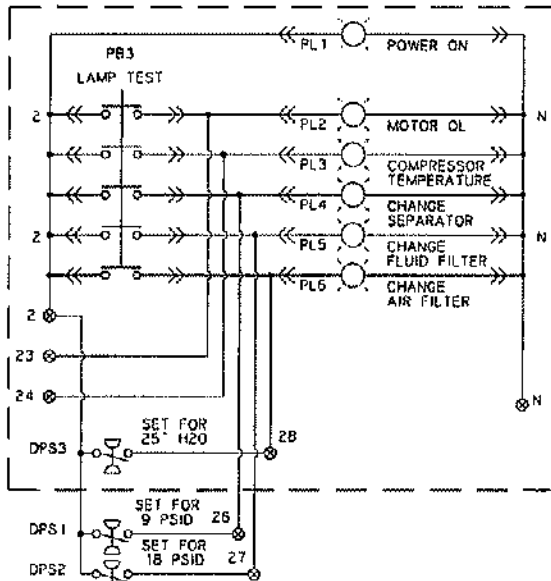 PL1
POWER ON
PB3
LAMP TEST
2
PL2
MOTOR OL
N
PL3
COMPRESSOR
TEMPERATURE
PL4
CHANGE
SEPARATOR
2
PL5
CHANGE
FLUID FILTER
N
PL6
CHANGE
AIR FILTER
2
23
24
N
DPS3
SET FOR
25" H2O
28
DPS1
SET FOR
9 PSID
26
DPS2
SET FOR
18 PSID
27